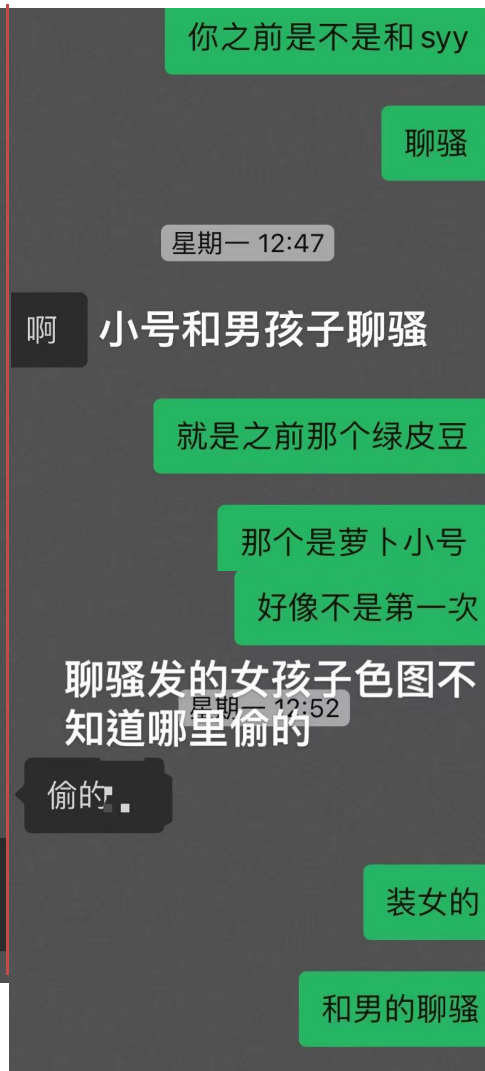 你之前是不是和 syy
聊骚
星期一 12:47
啊
小号和男孩子聊骚
就是之前那个绿皮豆
那个是萝卜小号
好像不是第一次
聊骚发的女孩子色图不
星期一 12:52
知道哪里偷的
偷的
装女的
和男的聊骚